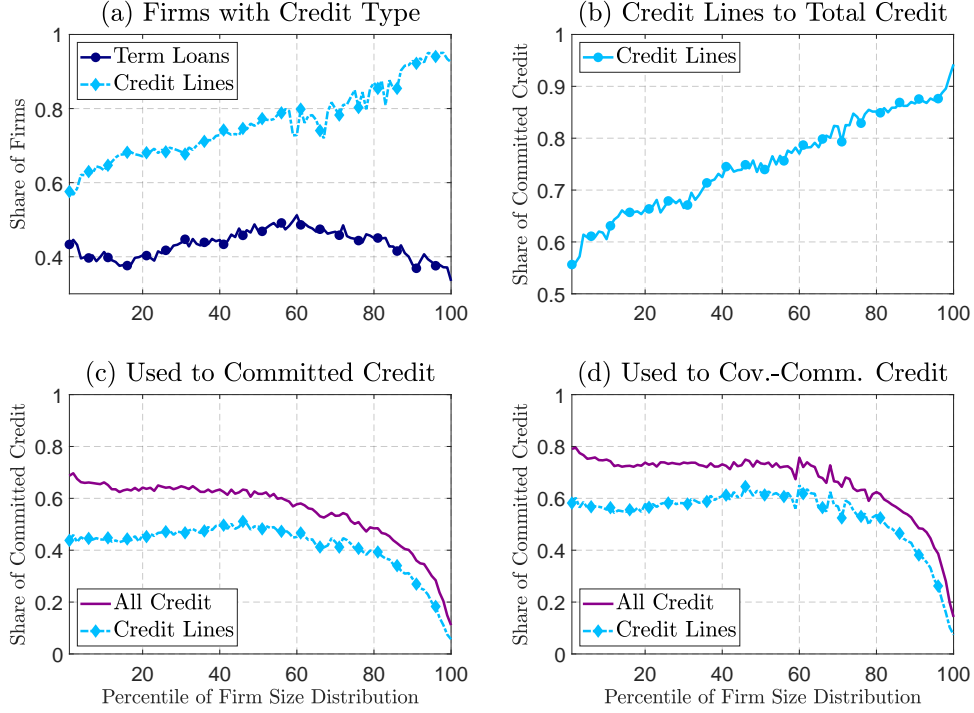 (a) Firms with Credit Type
1
0.8
0.6
0.4
Share of Firms
Term Loans
Credit Lines
20
40
60
80
100
(b) Credit Lines to Total Credit
1
0.9
0.8
0.7
0.6
0.5
Share of Committed Credit
Credit Lines
20
40
60
80
100
(c) Used to Committed Credit
1
0.8
0.6
0.4
0.2
0
Share of Committed Credit
All Credit
Credit Lines
20
40
60
80
100
Percentile of Firm Size Distribution
(d) Used to Cov.-Comm. Credit
1
0.8
0.6
0.4
0.2
0
Share of Committed Credit
All Credit
Credit Lines
20
40
60
80
100
Percentile of Firm Size Distribution